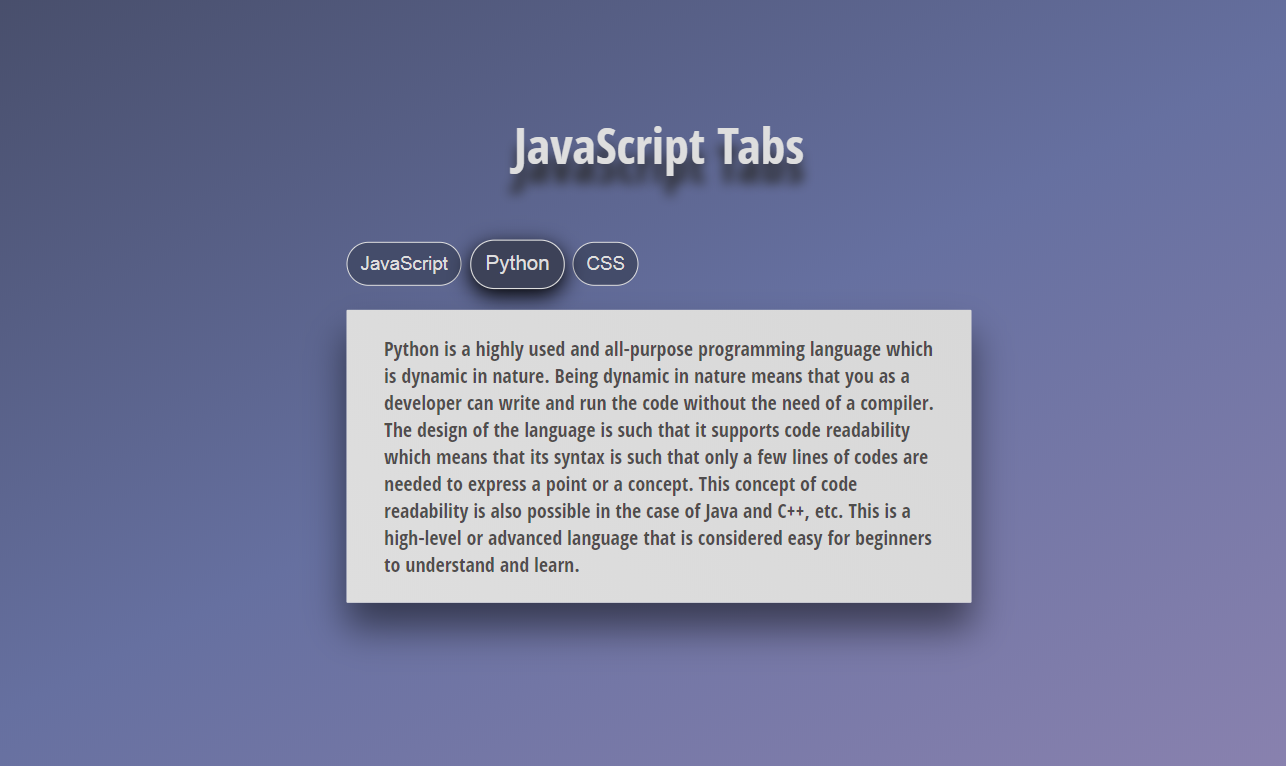 JavaScript Tabs
JavaScript Python CSS
Python is a highly used and all-purpose programming language which
is dynamic in nature. Being dynamic in nature means that you as a
developer can write and run the code without the need of a compiler.
The design of the language is such that it supports code readability
which means that its syntax is such that only a few lines of codes are
needed to express a point or a concept. This concept of code
readability is also possible in the case of Java and C++, etc. This is a
high-level or advanced language that is considered easy for beginners
to understand and learn.